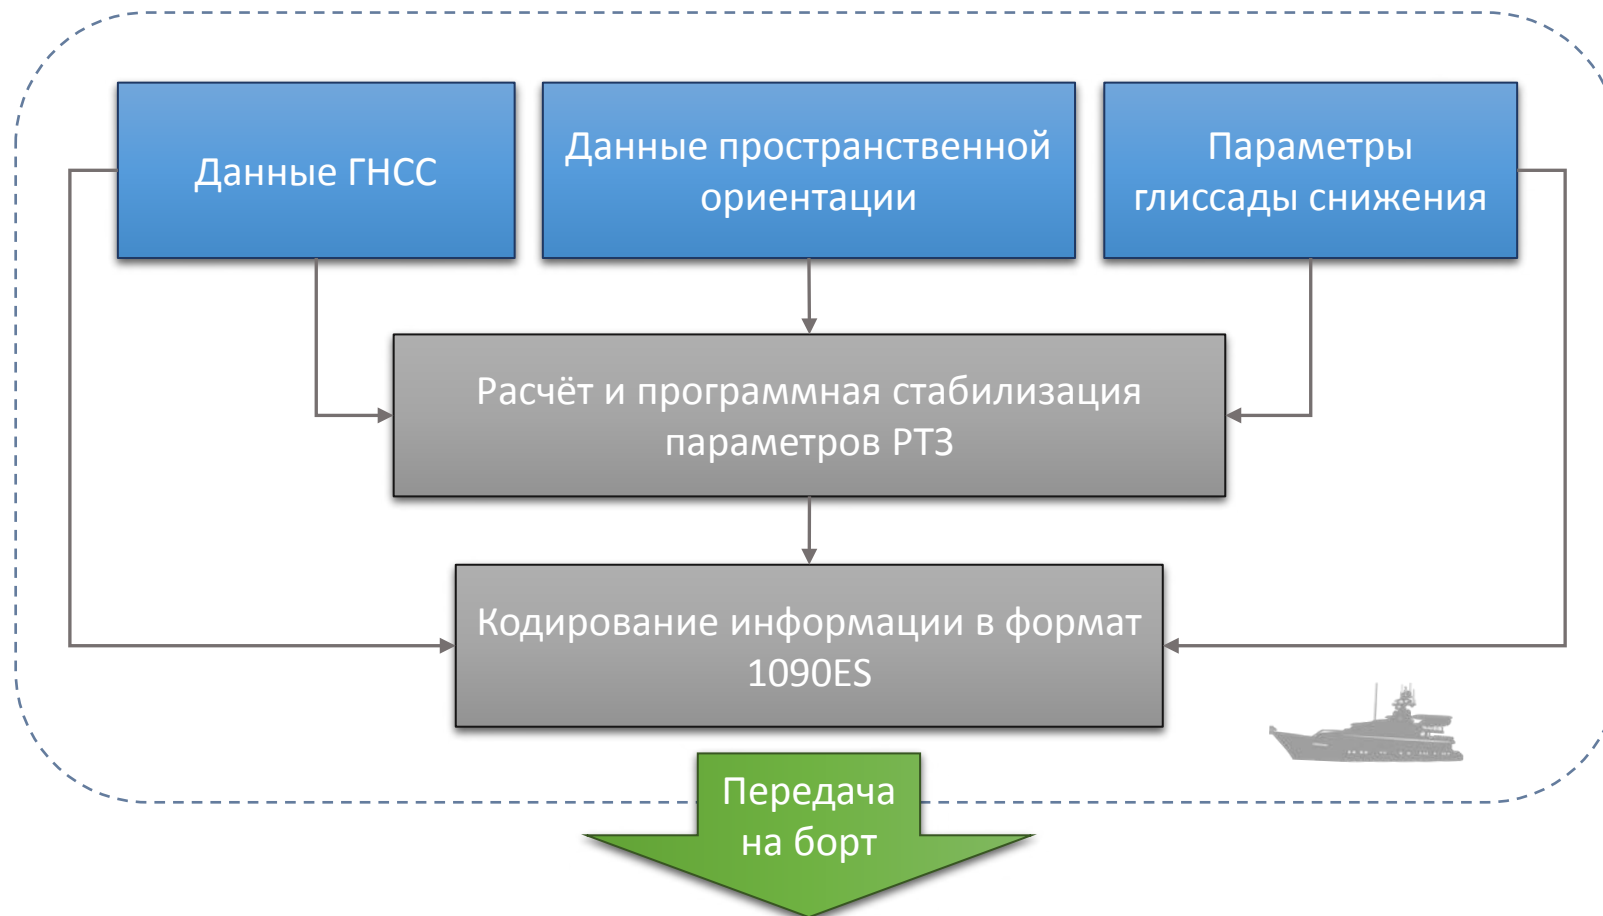 Данные ГНСС
Данные пространственной
ориентации
Параметры
глиссады снижения
Расчёт и программная стабилизация
параметров РТЗ
Кодирование информации в формат
1090ES
Передача
на борт